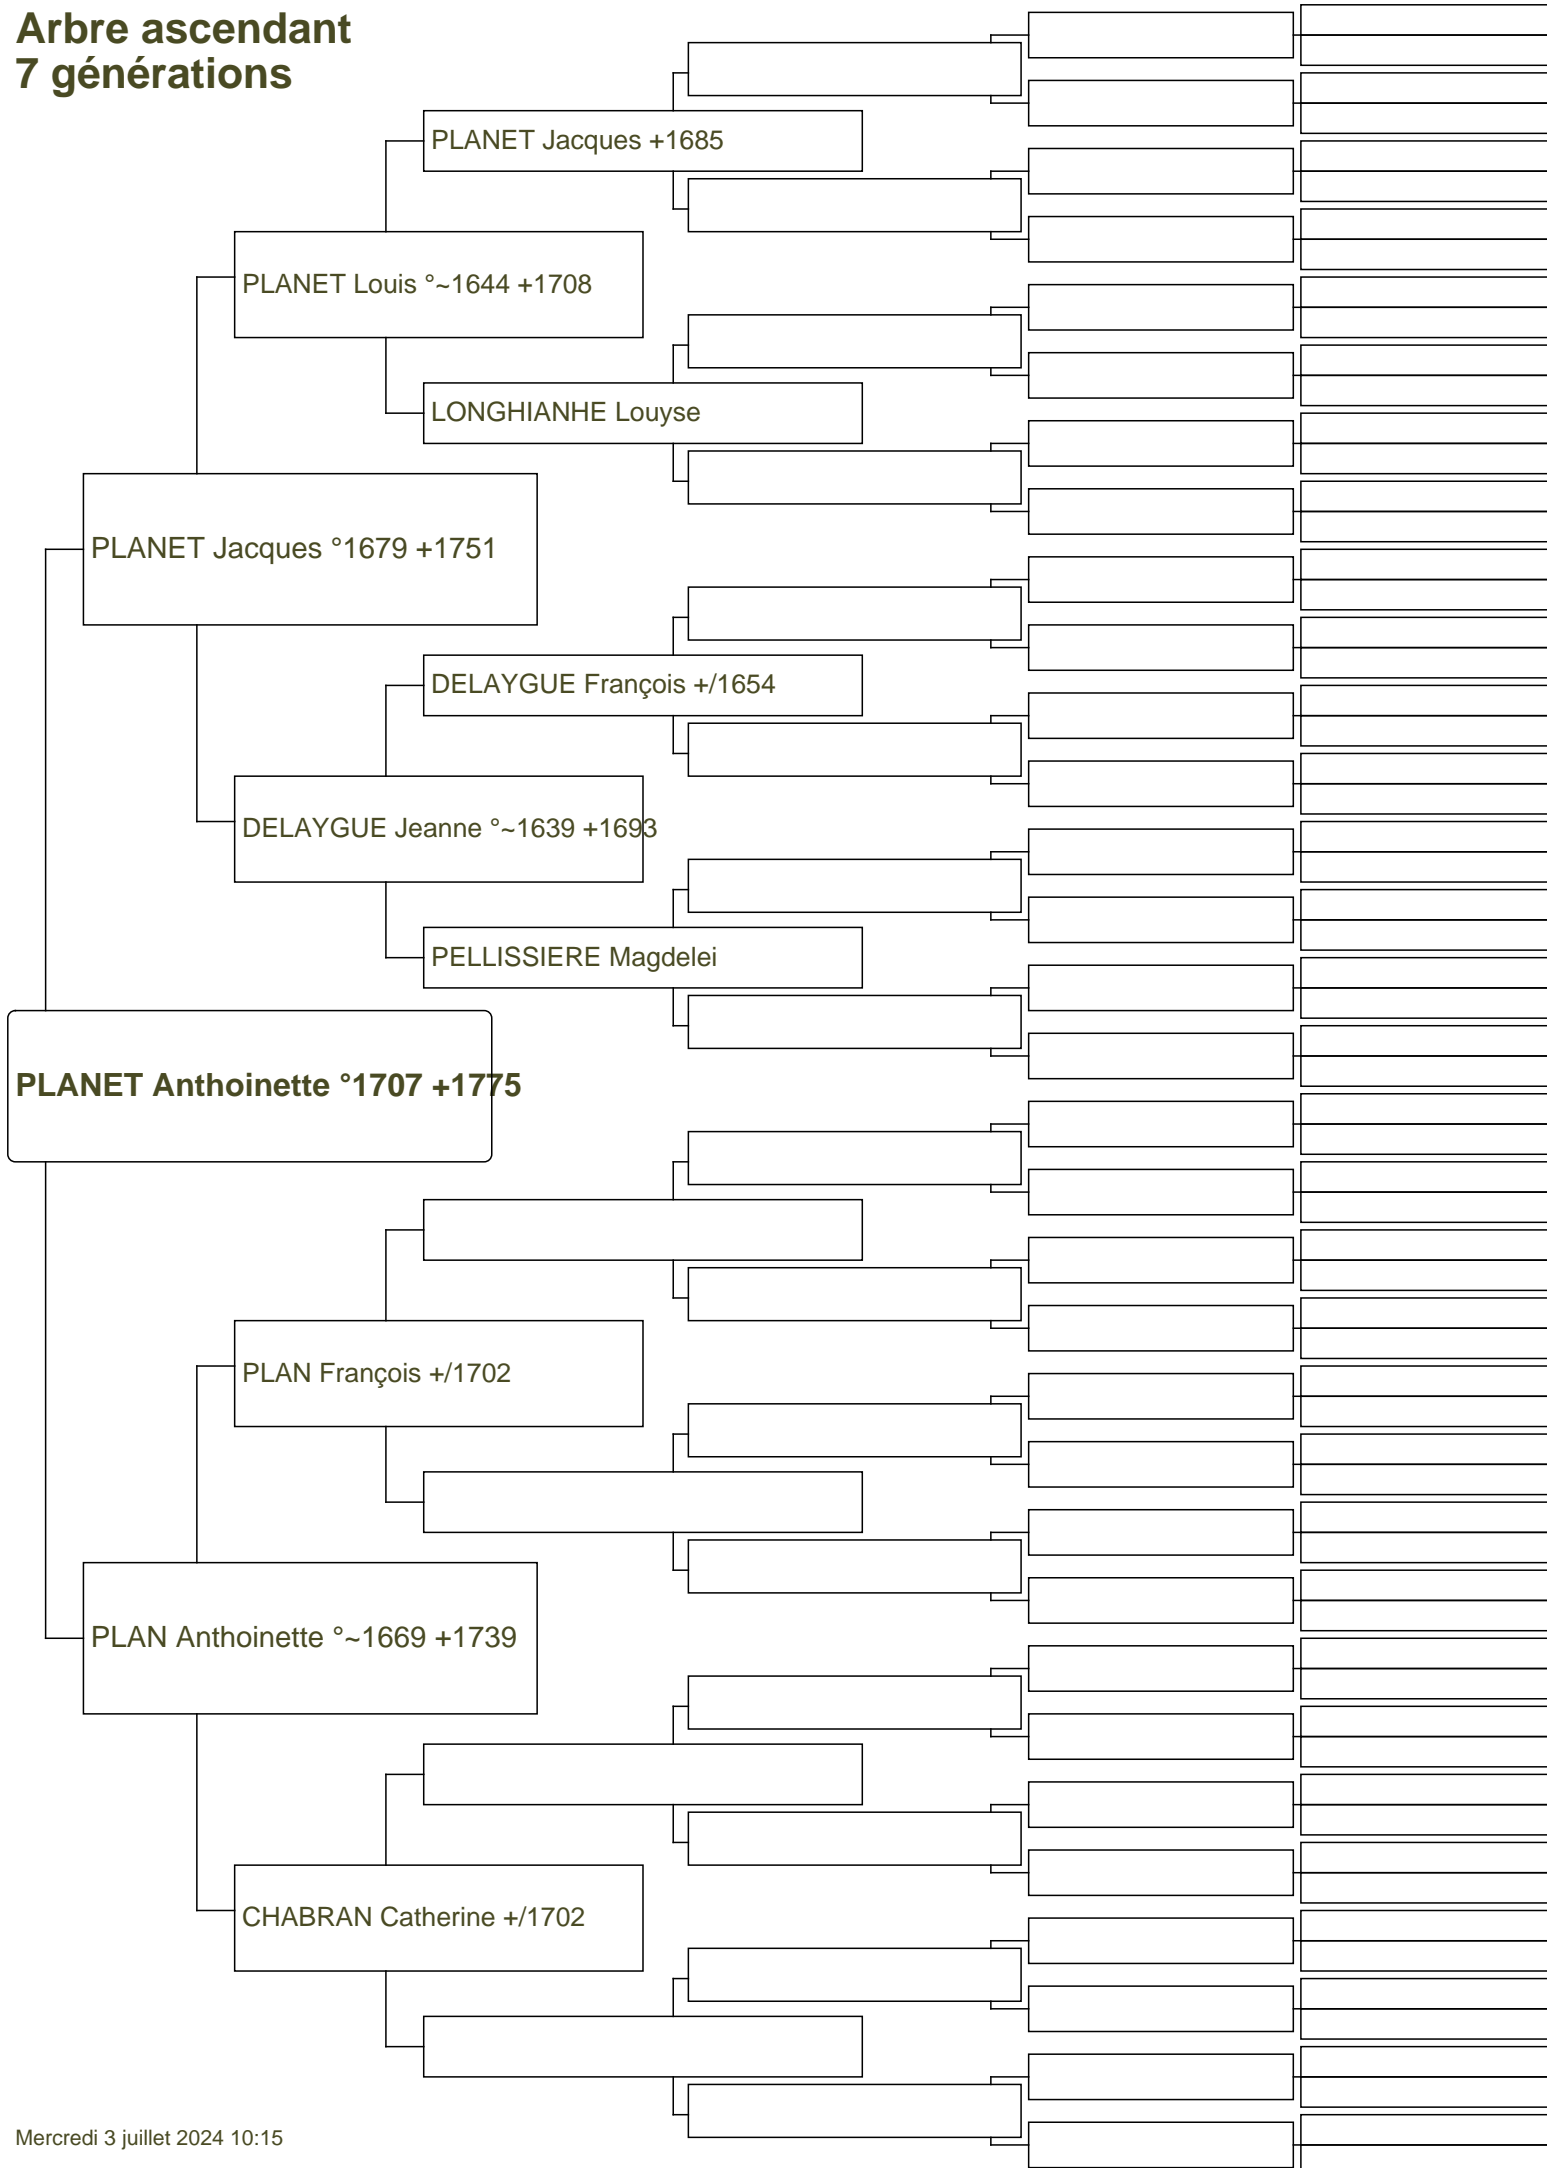 Arbre ascendant
7 générations
PLANET Jacques +1685
PLANET Louis °~1644 +1708
LONGHIANHE Louyse
PLANET Jacques °1679 +1751
DELAYGUE François +/1654
DELAYGUE Jeanne °~1639 +1693
PELLISSIERE Magdelei
PLANET Anthoinette °1707 +1775
PLAN François +/1702
PLAN Anthoinette °~1669 +1739
CHABRAN Catherine +/1702
Mercredi 3 juillet 2024 10:15